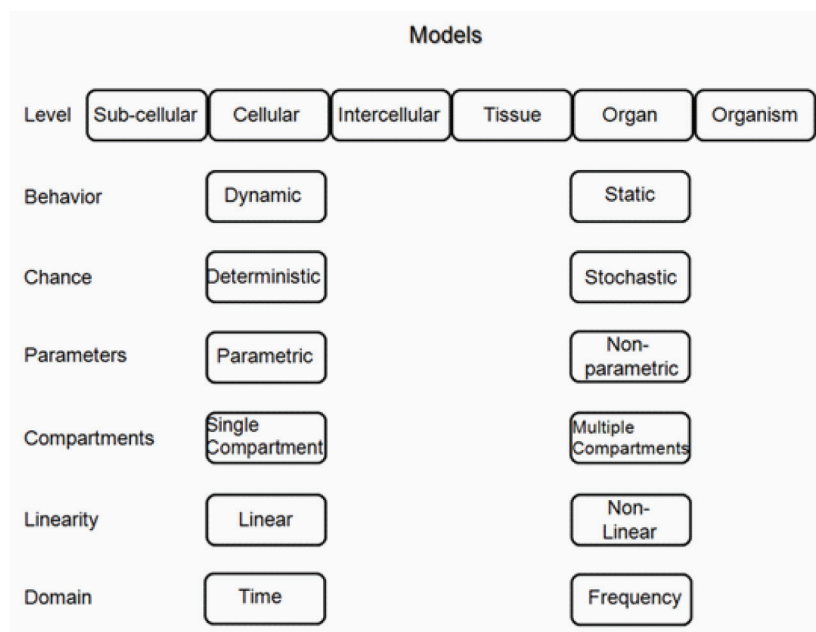 Models
Level Sub-cellular Cellular Intercellular Tissue Organ Organism
Behavior Dynamic Static
Chance Deterministic Stochastic
Parameters Parametric Non-
parametric
Compartments Single
Compartment Multiple
Compartments
Linearity Linear Non-
Linear
Domain Time Frequency